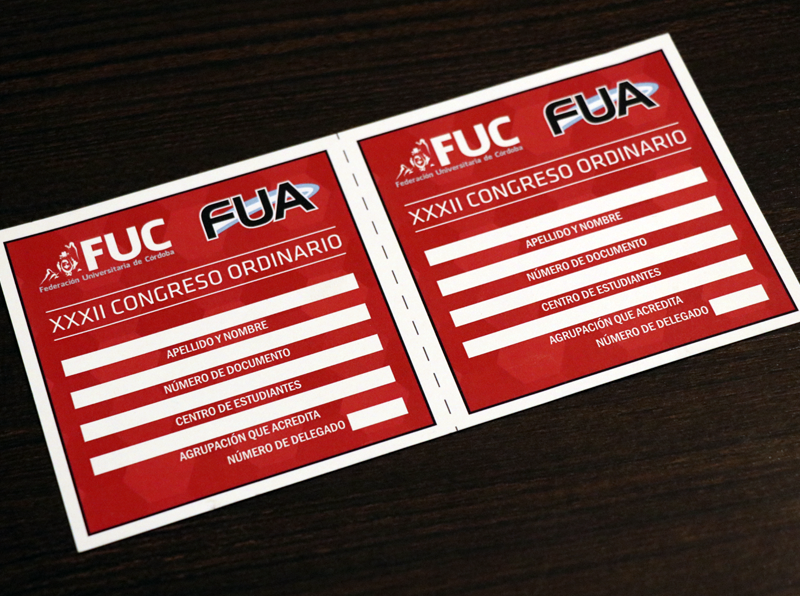 FUC
Federación Universitaria de Córdoba
FUA
XXXII CONGRESO ORDINARIO
APELLIDO Y NOMBRE
NÚMERO DE DOCUMENTO
CENTRO DE ESTUDIANTES
AGRUPACIÓN QUE ACREDITA
NÚMERO DE DELEGADO
FUC
Federación Universitaria de Córdoba
FUA
XXXII CONGRESO ORDINARIO
APELLIDO Y NOMBRE
NÚMERO DE DOCUMENTO
CENTRO DE ESTUDIANTES
AGRUPACIÓN QUE ACREDITA
NÚMERO DE DELEGADO